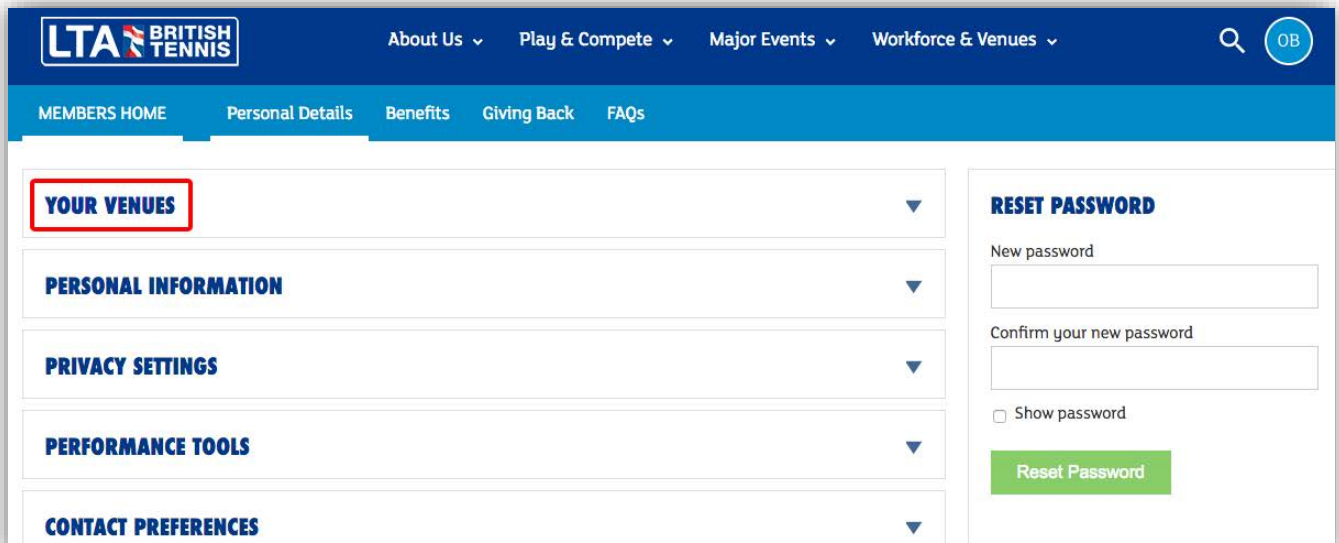 LTA BRITISH TENNIS
About Us Play & Compete Major Events Workforce & Venues OB
MEMBERS HOME Personal Details Benefits Giving Back FAQs
YOUR VENUES
PERSONAL INFORMATION
PRIVACY SETTINGS
PERFORMANCE TOOLS
CONTACT PREFERENCES
RESET PASSWORD
New password
Confirm your new password
Show password
Reset Password